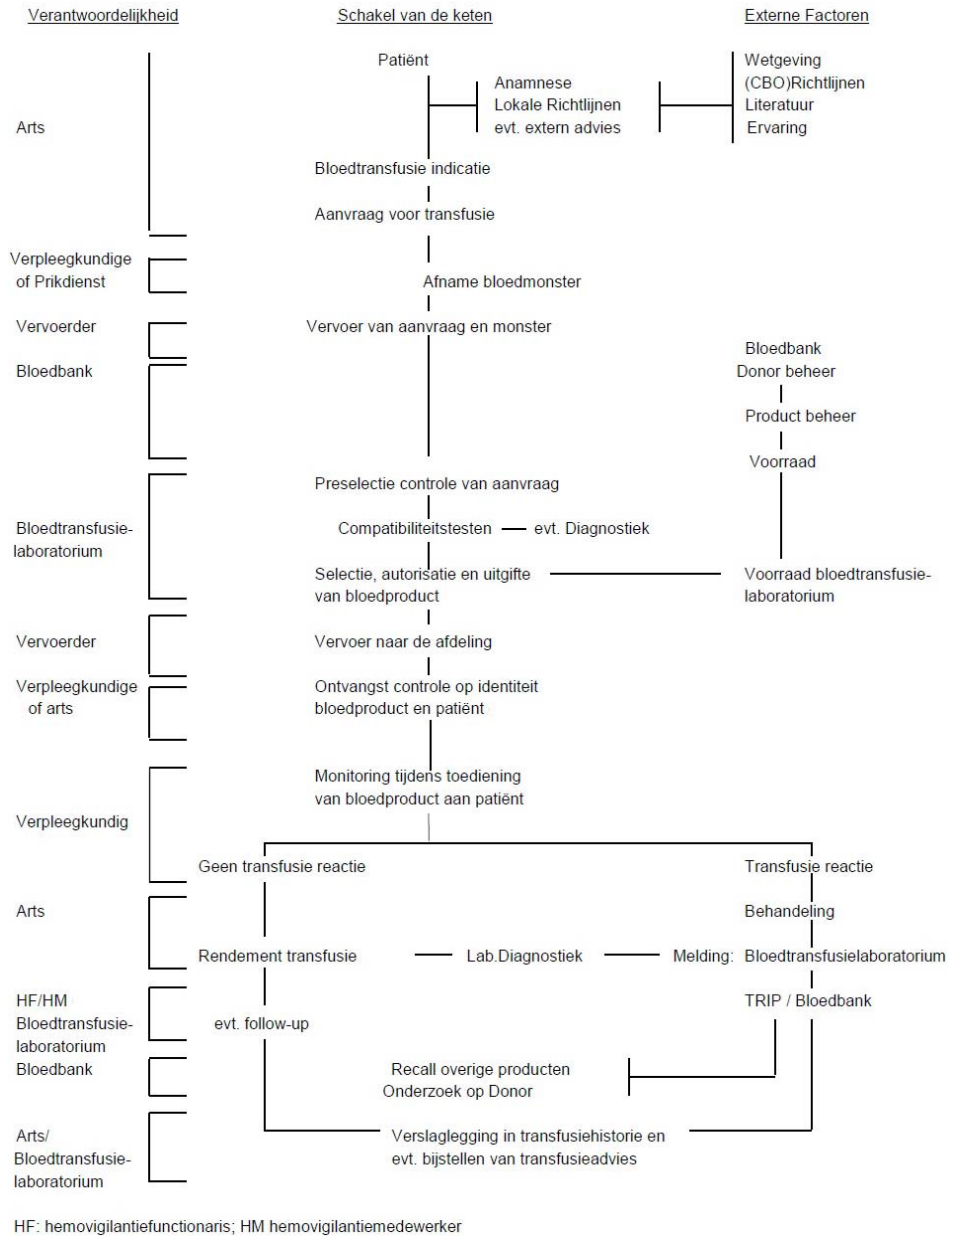 Verantwoordelijkheid Schakel van de keten Externe Factoren
Patiënt Wetgeving
Anamnese (CBO)Richtlijnen
Lokale Richtlijnen Literatuur
Arts evt. extern advies Ervaring
Bloedtransfusie indicatie
Aanvraag voor transfusie
Verpleegkundige
of Prikdienst Afname bloedmonster
Vervoerder Vervoer van aanvraag en monster
Bloedbank
Bloedbank Donor beheer
Product beheer
Voorraad
Preselectie controle van aanvraag
Bloedtransfusie- Compatibiliteitstesten evt. Diagnostiek
laboratorium
Selectie, autorisatie en uitgifte Voorraad bloedtransfusie-
van bloedproduct laboratorium
Vervoerder Vervoer naar de afdeling
Verpleegkundige Ontvangst controle op identiteit
of arts bloedproduct en patiënt
Monitoring tijdens toediening
van bloedproduct aan patiënt
Verpleegkundig
Geen transfusie reactie Transfusie reactie
Arts Behandeling
Rendement transfusie Lab.Diagnostiek Melding: Bloedtransfusielaboratorium
HF/HM TRIP / Bloedbank
Bloedtransfusie- evt. follow-up
laboratorium
Bloedbank Recall overige producten
Onderzoek op Donor
Arts/ Verslaglegging in transfusiehistorie en
Bloedtransfusie- evt. bijstellen van transfusieadvies
laboratorium
HF: hemovigilantiefunctionaris; HM hemovigilantiemedewerker